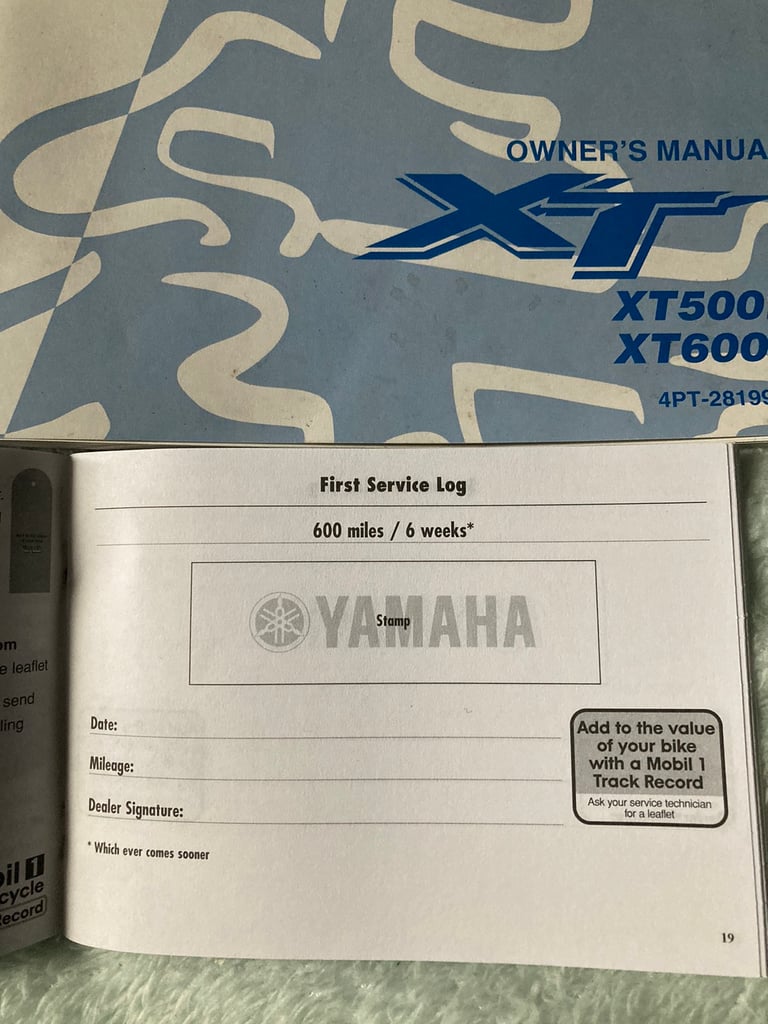 OWNER'S MANUA
XT
XT500
XT600
4PT-28199
First Service Log
600 miles / 6 weeks*
YAMAHA
Stamp
Date:
Mileage:
Dealer Signature:
* Which ever comes sooner
Add to the value
of your bike
with a Mobil 1
Track Record
Ask your service technician
for a leaflet
19
om
e leaflet
send
ling
il 1
cycle
ecord